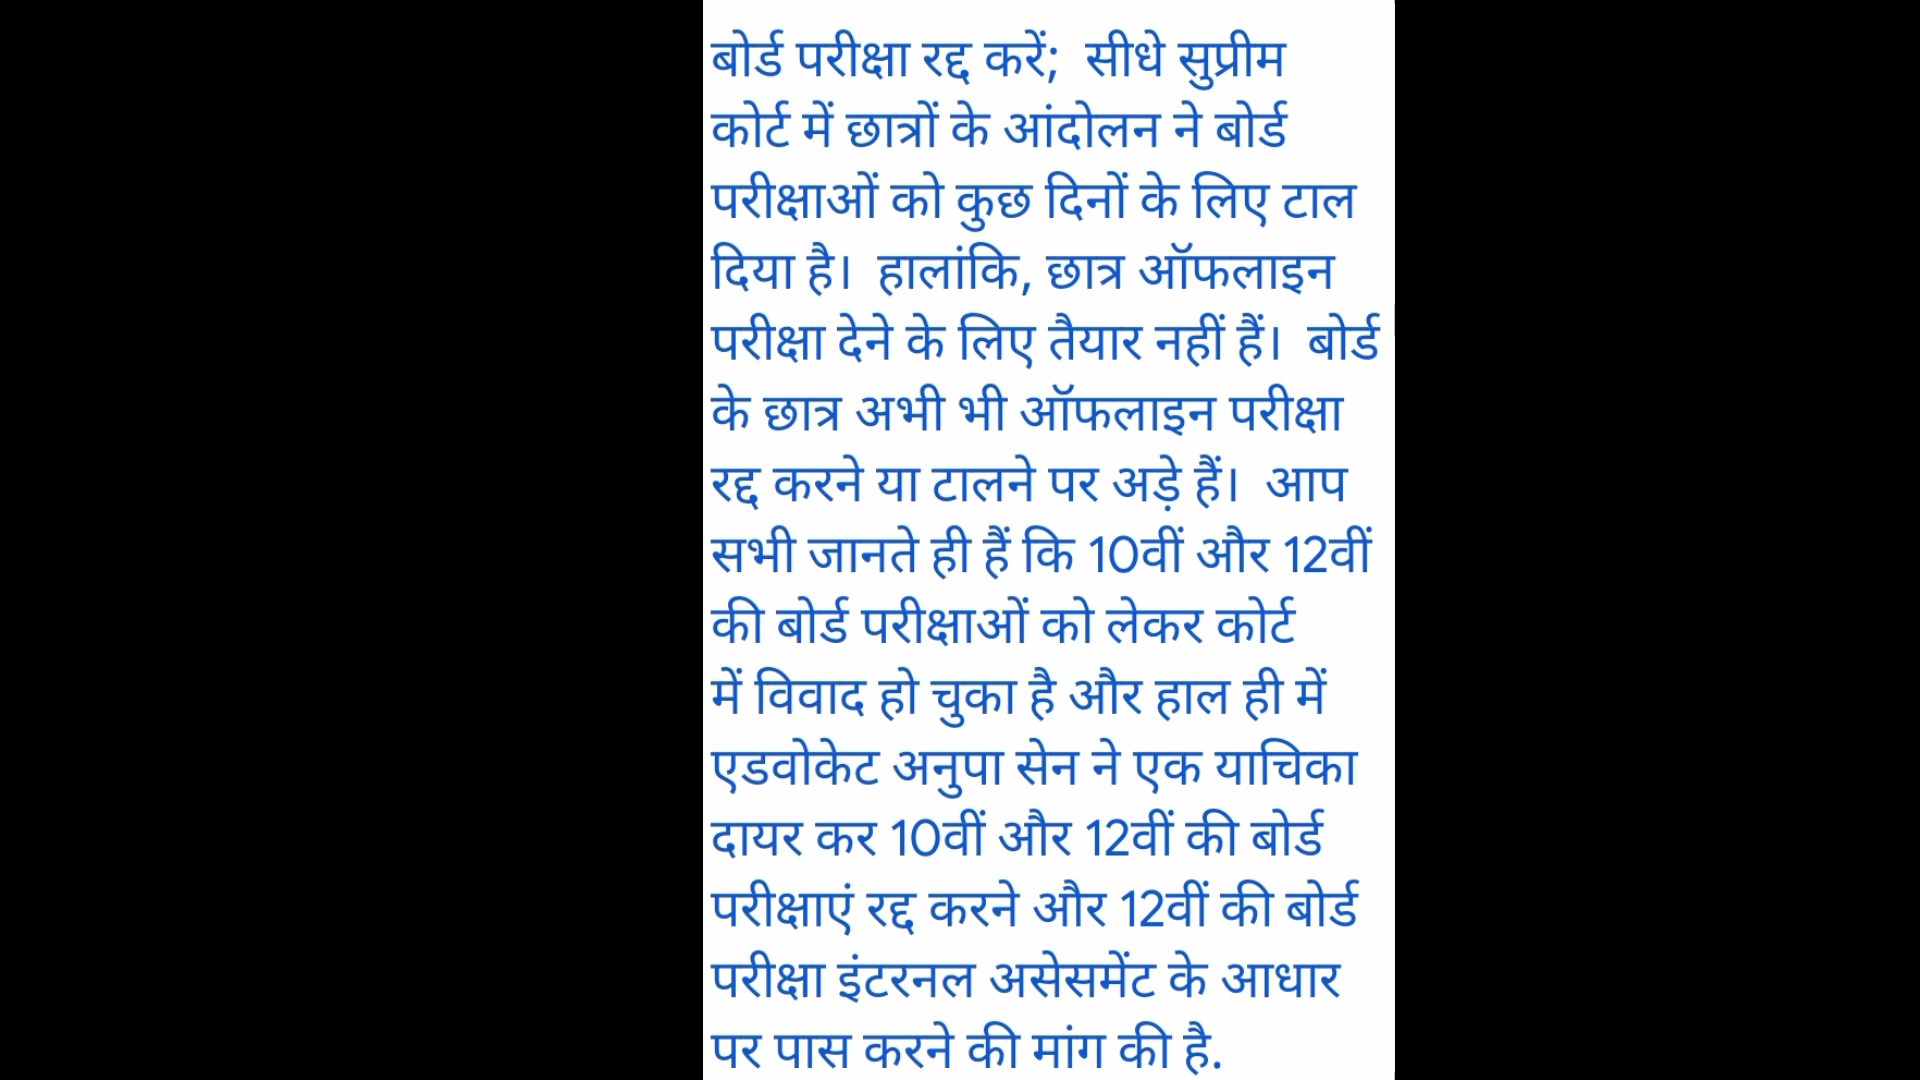 बोर्ड परीक्षा रद्द करें;  सीधे सुप्रीम
कोर्ट में छात्रों के आंदोलन ने बोर्ड
परीक्षाओं को कुछ दिनों के लिए टाल
दिया है।  हालांकि, छात्र ऑफलाइन
परीक्षा देने के लिए तैयार नहीं हैं।  बोर्ड
के छात्र अभी भी ऑफलाइन परीक्षा
रद्द करने या टालने पर अड़े हैं।  आप
सभी जानते ही हैं कि 10वीं और 12वीं
की बोर्ड परीक्षाओं को लेकर कोर्ट
में विवाद हो चुका है और हाल ही में
एडवोकेट अनुपा सेन ने एक याचिका
दायर कर 10वीं और 12वीं की बोर्ड
परीक्षाएं रद्द करने और 12वीं की बोर्ड
परीक्षा इंटरनल असेसमेंट के आधार
पर पास करने की मांग की है.